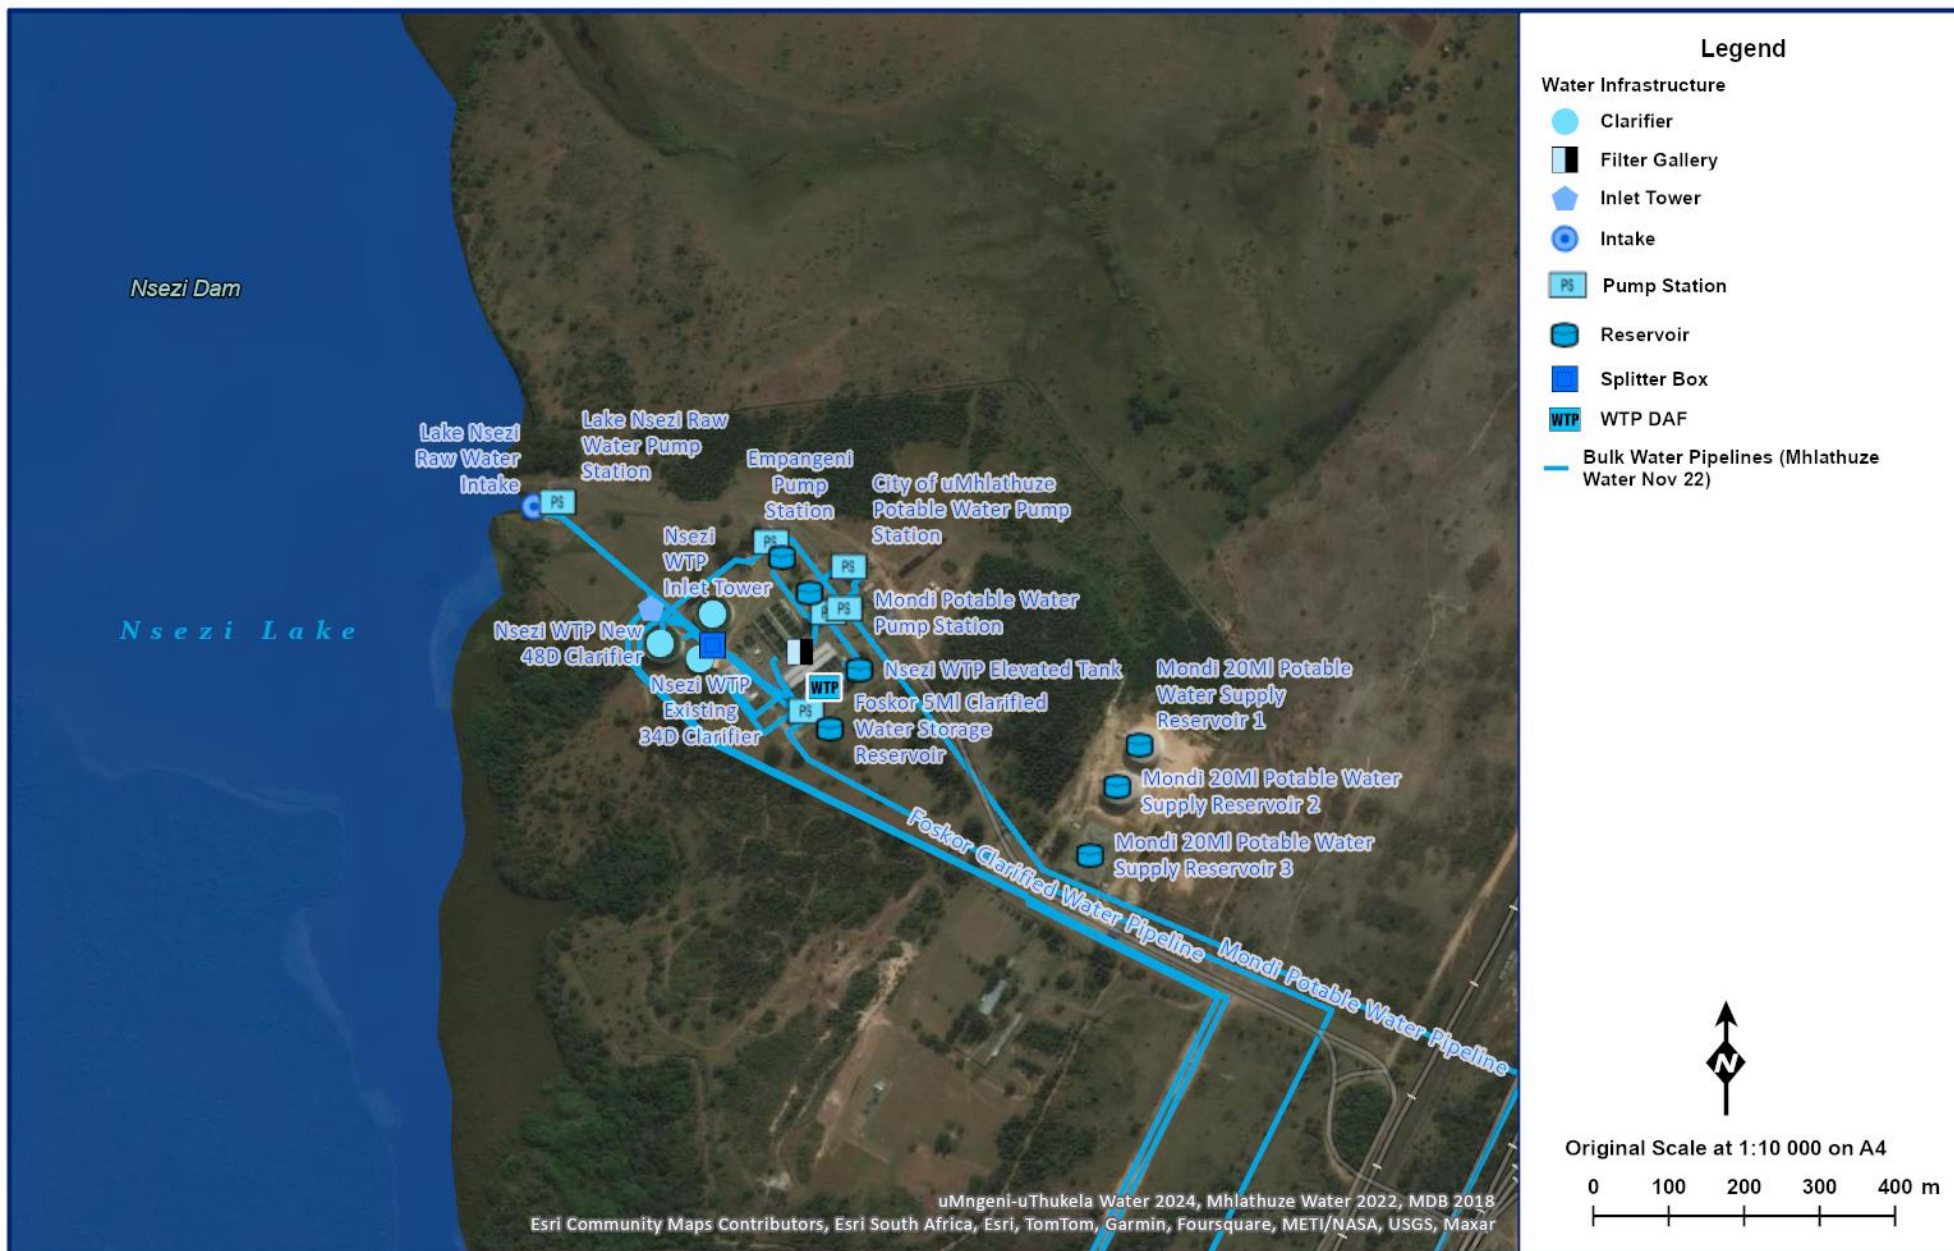 Nsezi Dam
Nsezi Lake
Lake Nsezi
Raw Water
Intake
Lake Nsezi Raw
Water Pump
Station
PS
Empangeni
Pump
Station
PS
City of uMhlathuze
Potable Water Pump
Station
PS
Nsezi
WTP
Inlet Tower
Mondi Potable Water
Pump Station
PS
Nsezi WTP New
48D Clarifier
Nsezi WTP
Existing
34D Clarifier
Nsezi WTP Elevated Tank
WTP
PS
Foskor 5Ml Clarified
Water Storage
Reservoir
Mondi 20Ml Potable
Water Supply
Reservoir 1
Mondi 20Ml Potable Water
Supply Reservoir 2
Mondi 20Ml Potable Water
Supply Reservoir 3
Foskor Clarified Water Pipeline
Mondi Potable Water Pipeline
uMngeni-uThukela Water 2024, Mhlathuze Water 2022, MDB 2018
Esri Community Maps Contributors, Esri South Africa, Esri, TomTom, Garmin, Foursquare, METI/NASA, USGS, Maxar
Legend
Water Infrastructure
Clarifier
Filter Gallery
Inlet Tower
Intake
PS Pump Station
Reservoir
Splitter Box
WTP WTP DAF
Bulk Water Pipelines (Mhlathuze
Water Nov 22)
N
Original Scale at 1:10 000 on A4
0 100 200 300 400 m